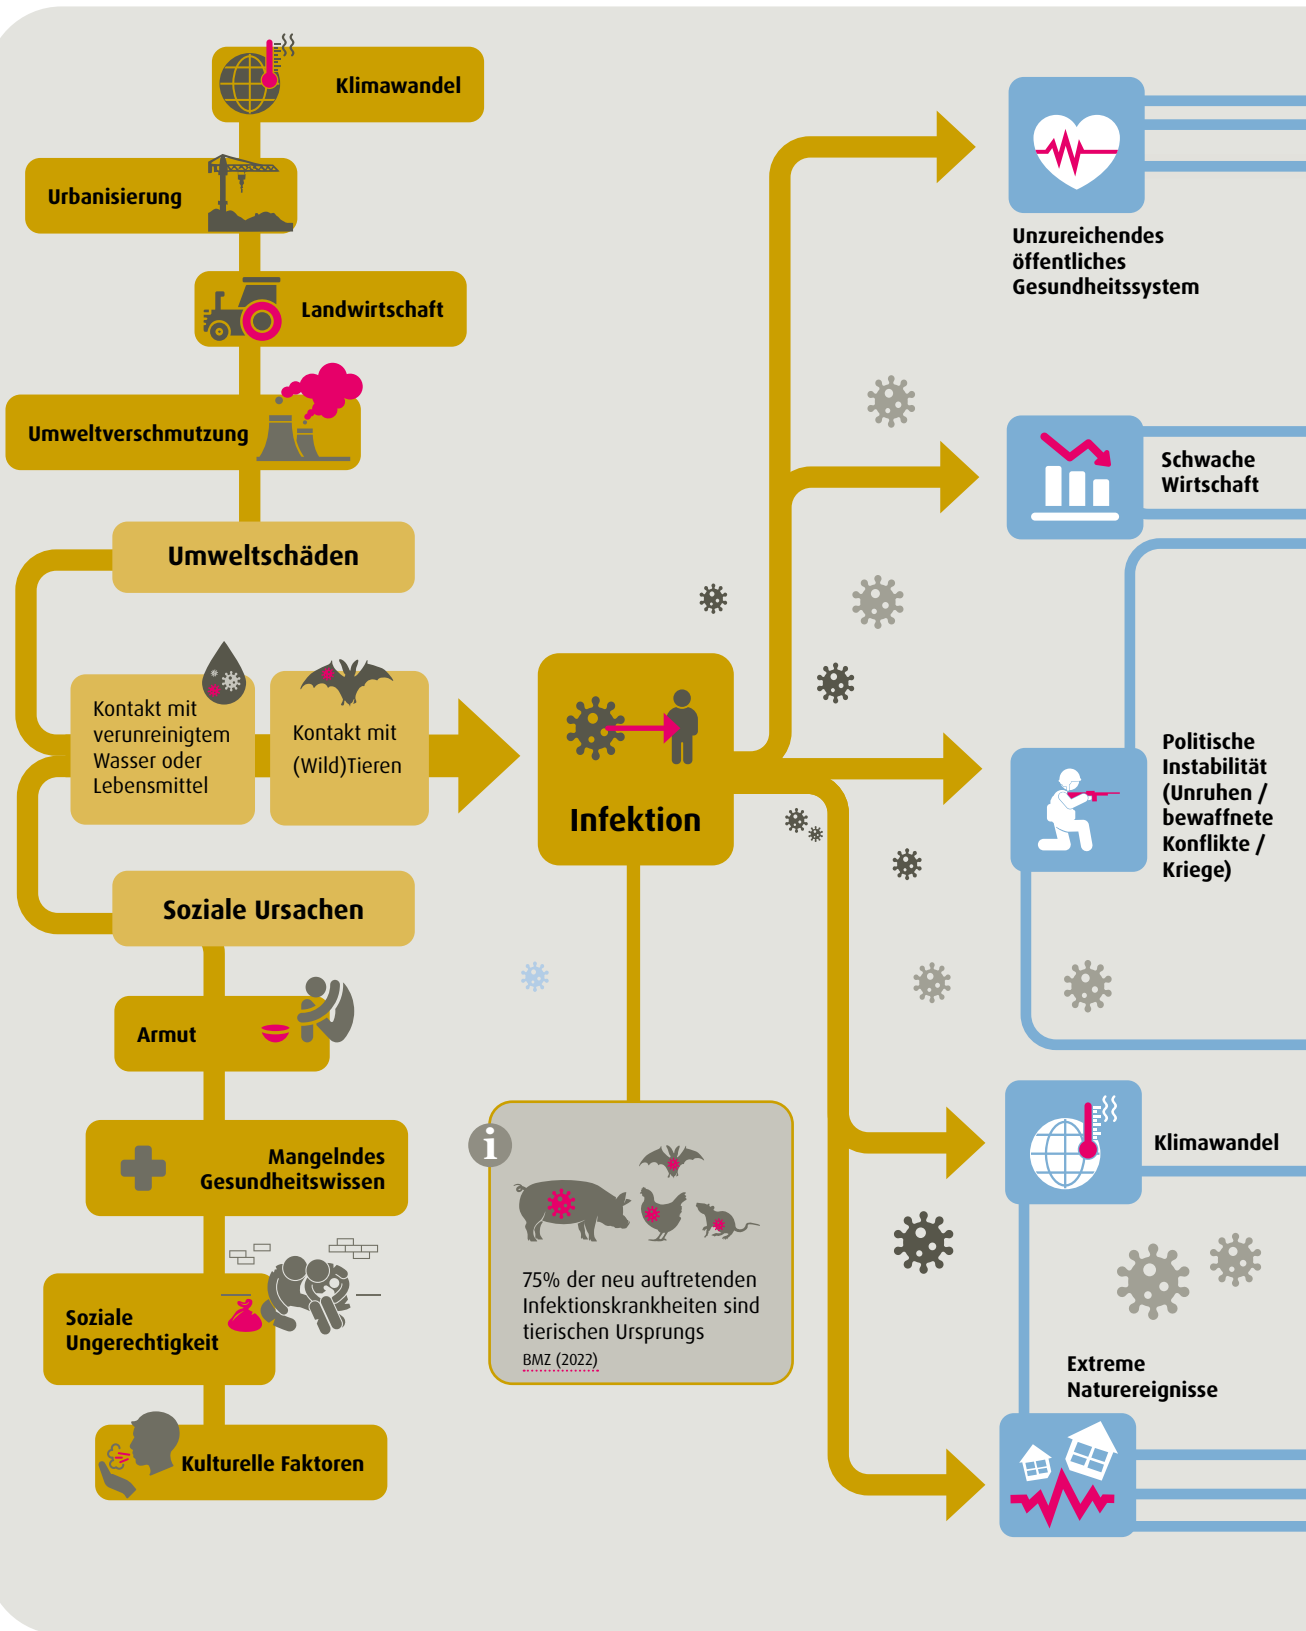 Klimawandel
Urbanisierung
Landwirtschaft
Umweltverschmutzung
Umweltschäden
Kontakt mit
verunreinigtem
Wasser oder
Lebensmittel
Kontakt mit
(Wild)Tieren
Soziale Ursachen
Armut
Mangelndes
Gesundheitswissen
Soziale
Ungerechtigkeit
Kulturelle Faktoren
Infektion
i
75% der neu auftretenden
Infektionskrankheiten sind
tierischen Ursprungs
BMZ (2022)
Unzureichendes
öffentliches
Gesundheitssystem
Schwache
Wirtschaft
Politische
Instabilität
(Unruhen /
bewaffnete
Konflikte /
Kriege)
Klimawandel
Extreme
Naturereignisse